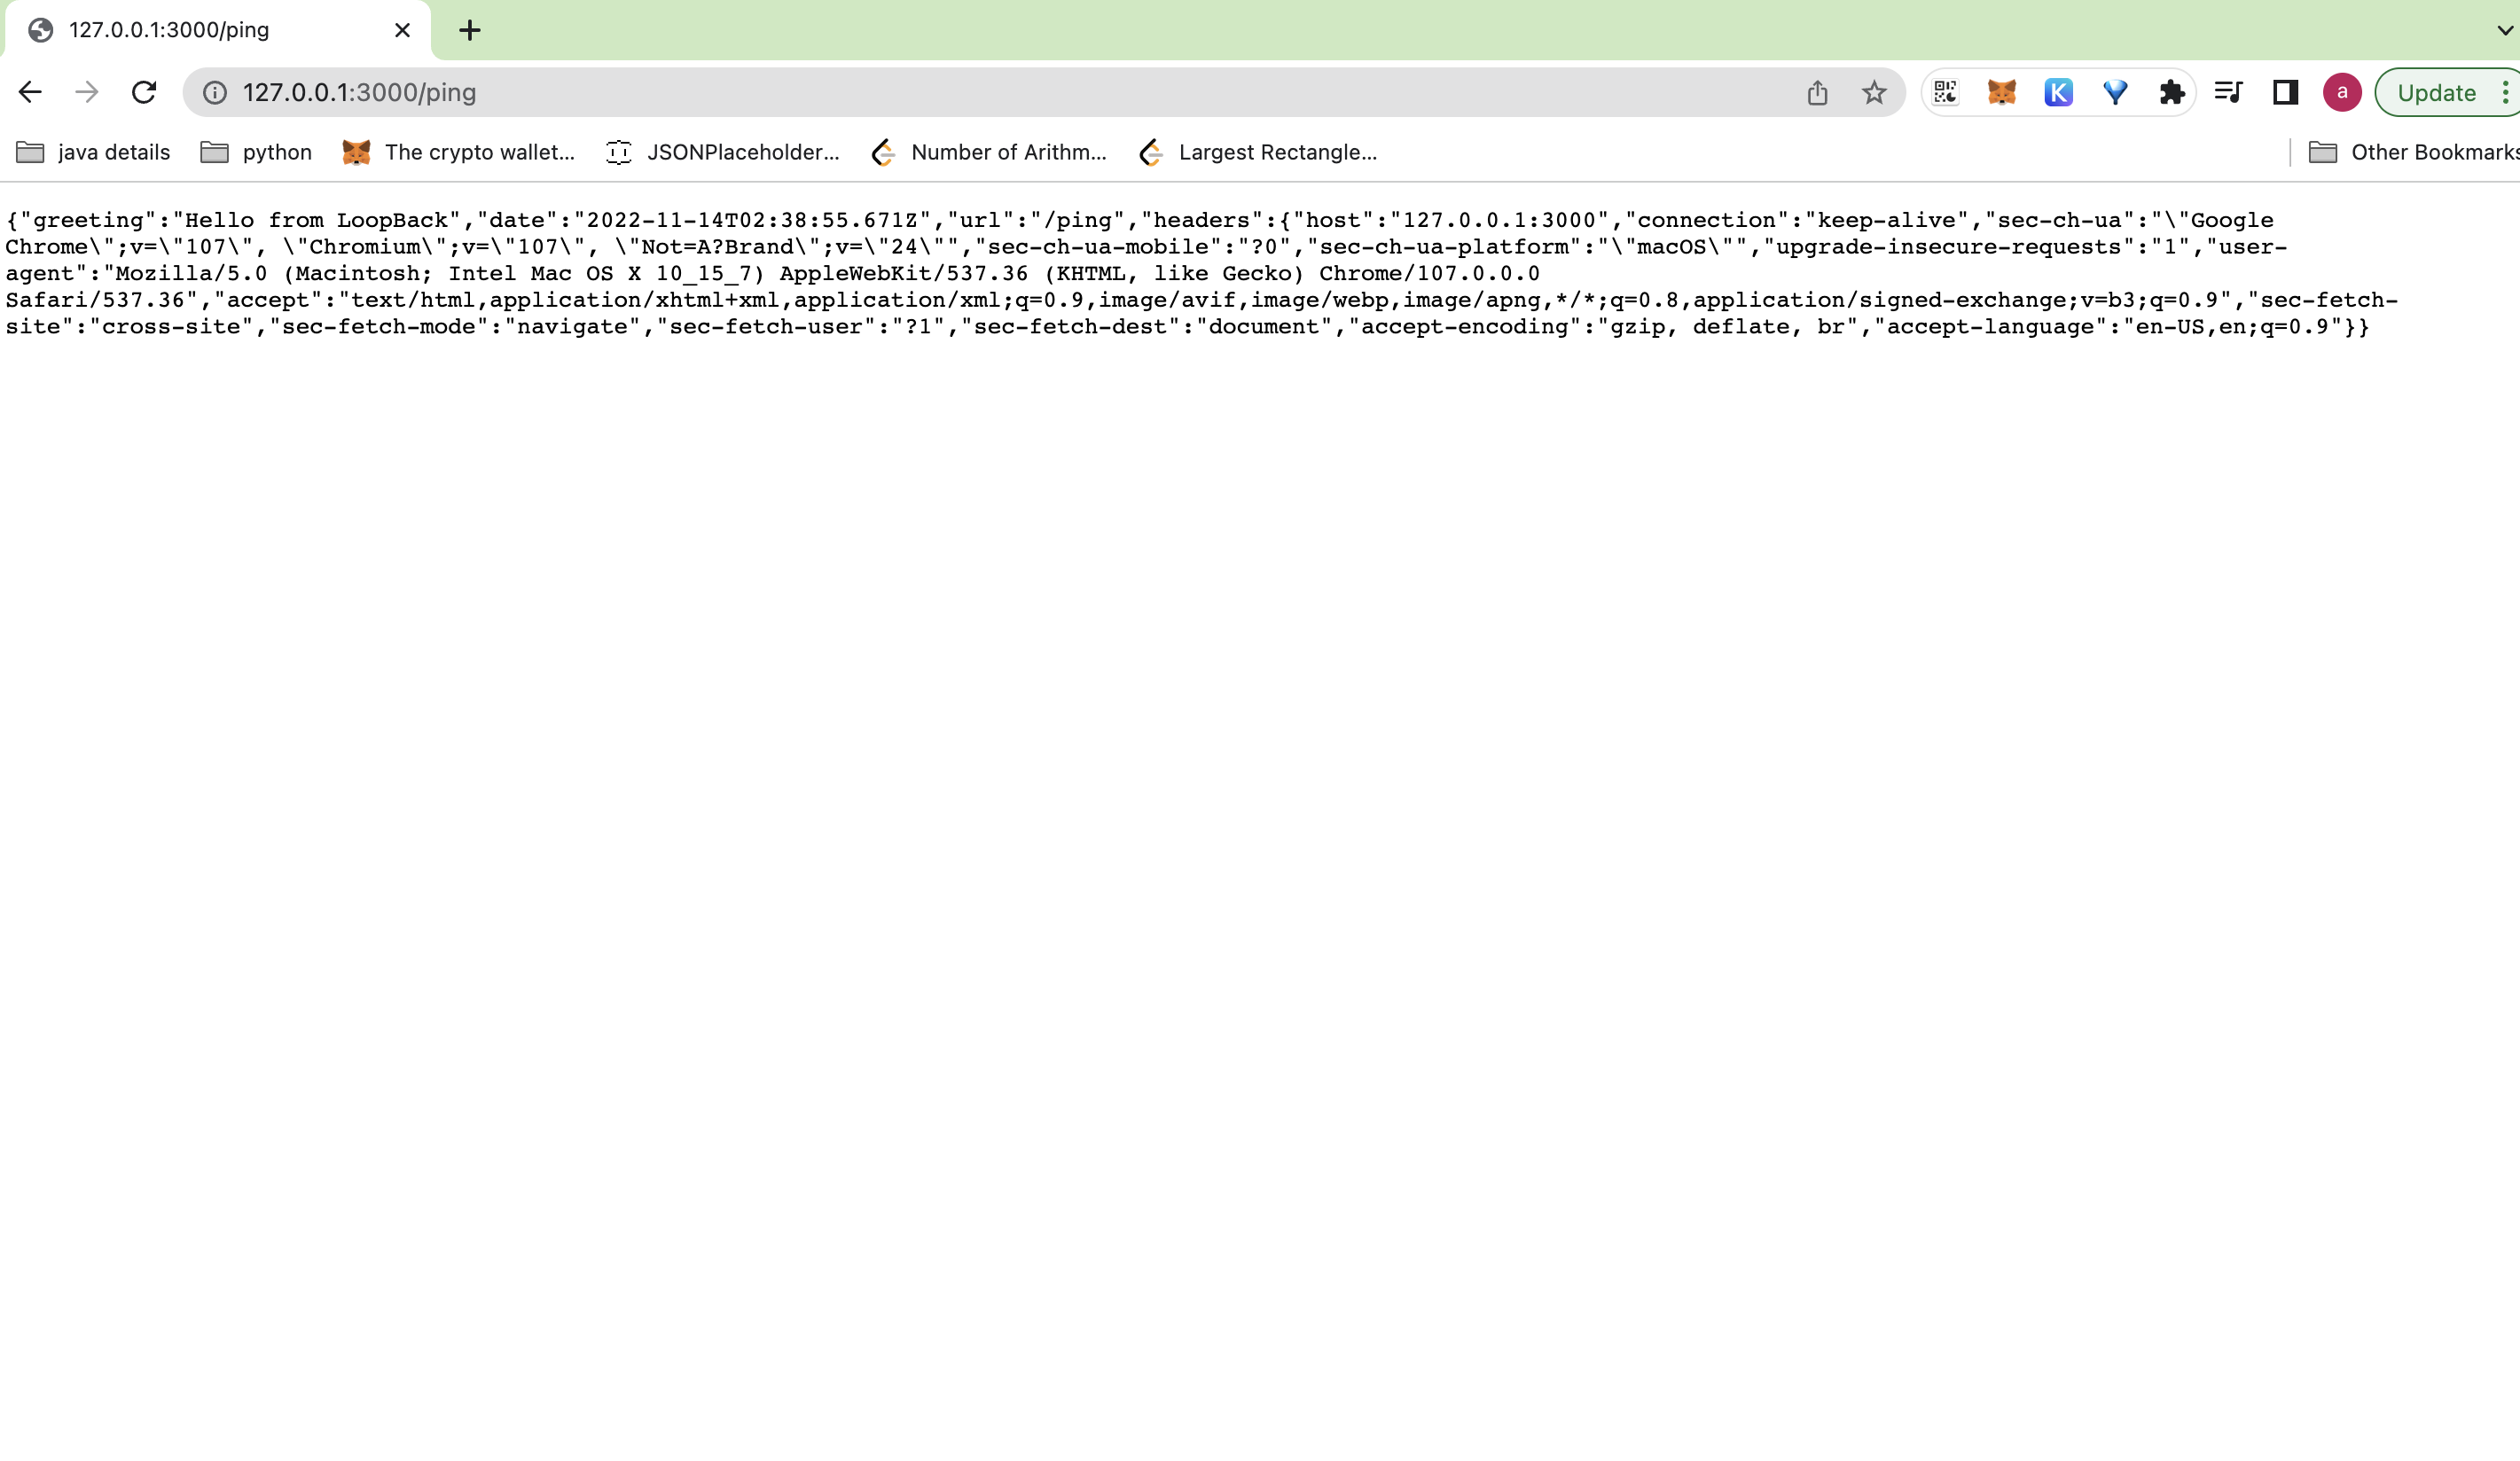 127.0.0.1:3000/ping
127.0.0.1:3000/ping
K
a
Update
java details
python
The crypto wallet...
JSONPlaceholder...
Number of Arithm...
Largest Rectangle...
Other Bookmarks
{"greeting":"Hello from LoopBack","date":"2022-11-14T02:38:55.671Z","url":"/ping","headers":{"host":"127.0.0.1:3000","connection":"keep-alive","sec-ch-ua":"\"Google
Chrome\";v=\"107\", \"Chromium\";v=\"107\", \"Not=A?Brand\";v=\"24\"","sec-ch-ua-mobile":"?0","sec-ch-ua-platform":"\"macOS\"","upgrade-insecure-requests":"1","user-
agent":"Mozilla/5.0 (Macintosh; Intel Mac OS X 10_15_7) AppleWebKit/537.36 (KHTML, like Gecko) Chrome/107.0.0.0
Safari/537.36","accept":"text/html,application/xhtml+xml,application/xml;q=0.9,image/avif,image/webp,image/apng,*/*;q=0.8,application/signed-exchange;v=b3;q=0.9","sec-fetch-
site":"cross-site","sec-fetch-mode":"navigate","sec-fetch-user":"?1","sec-fetch-dest":"document","accept-encoding":"gzip, deflate, br","accept-language":"en-US,en;q=0.9"}}